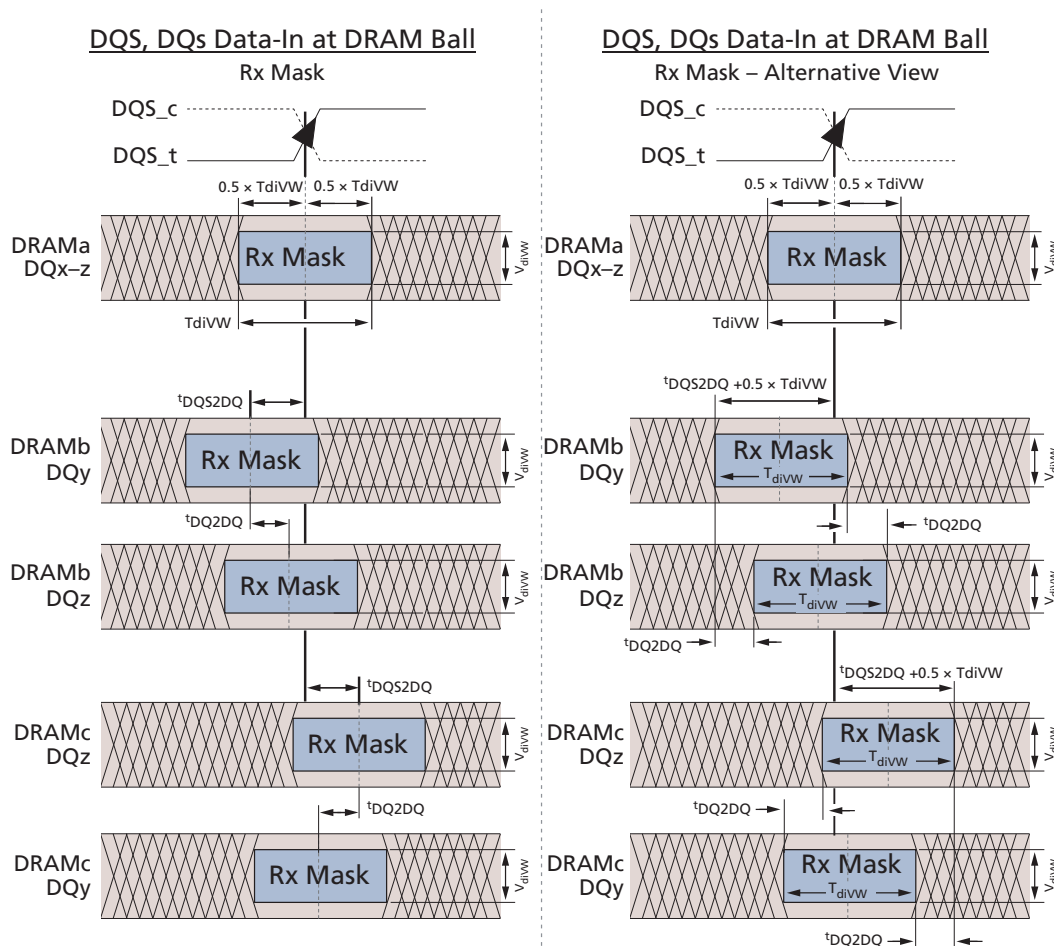 DQS, DQs Data-In at DRAM Ball
Rx Mask
DQS_c
DQS_t
0.5 × TdiVW 0.5 × TdiVW
DRAMa
DQx–z
Rx Mask
VdiVW
TdiVW
tDQS2DQ
DRAMb
DQy
Rx Mask
VdiVW
tDQ2DQ
DRAMb
DQz
Rx Mask
VdiVW
tDQS2DQ
DRAMc
DQz
Rx Mask
VdiVW
tDQ2DQ
DRAMc
DQy
Rx Mask
VdiVW
DQS, DQs Data-In at DRAM Ball
Rx Mask – Alternative View
DQS_c
DQS_t
0.5 × TdiVW 0.5 × TdiVW
DRAMa
DQx–z
Rx Mask
VdiVW
TdiVW
tDQS2DQ +0.5 × TdiVW
DRAMb
DQy
Rx Mask
TdiVW
VdiVW
tDQ2DQ
DRAMb
DQz
Rx Mask
TdiVW
VdiVW
tDQ2DQ
tDQS2DQ +0.5 × TdiVW
DRAMc
DQz
Rx Mask
TdiVW
VdiVW
tDQ2DQ
DRAMc
DQy
Rx Mask
TdiVW
VdiVW
tDQ2DQ